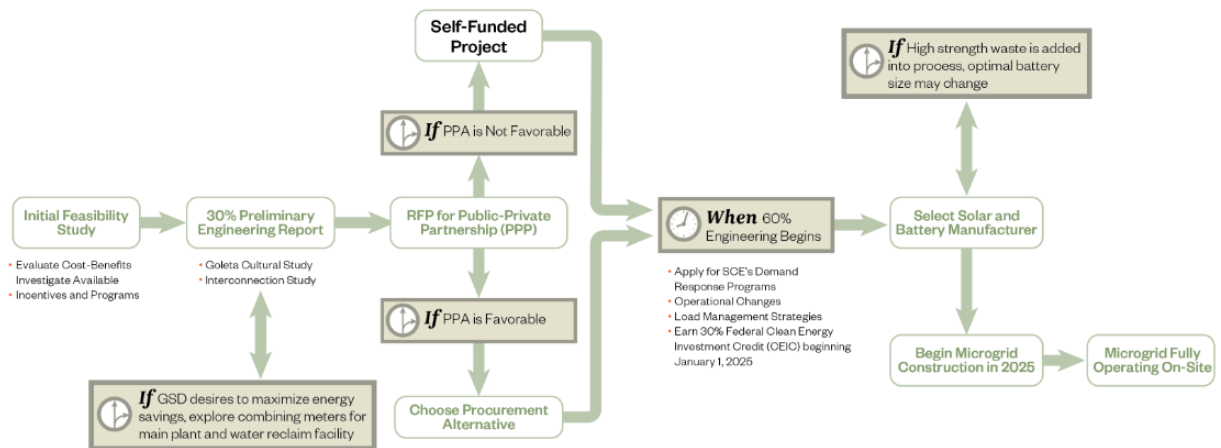 Self-Funded
Project
If High strength waste is added
into process, optimal battery
size may change
If PPA is Not Favorable
Initial Feasibility
Study
30% Preliminary
Engineering Report
RFP for Public-Private
Partnership (PPP)
When 60%
Engineering Begins
Select Solar and
Battery Manufacturer
• Evaluate Cost-Benefits
Investigate Available
• Incentives and Programs
• Goleta Cultural Study
• Interconnection Study
• Apply for SCE's Demand
Response Programs
• Operational Changes
• Load Management Strategies
• Earn 30% Federal Clean Energy
Investment Credit (CEIC) beginning
January 1, 2025
If PPA is Favorable
Begin Microgrid
Construction in 2025
Microgrid Fully
Operating On-Site
If GSD desires to maximize energy
savings, explore combining meters for
main plant and water reclaim facility
Choose Procurement
Alternative